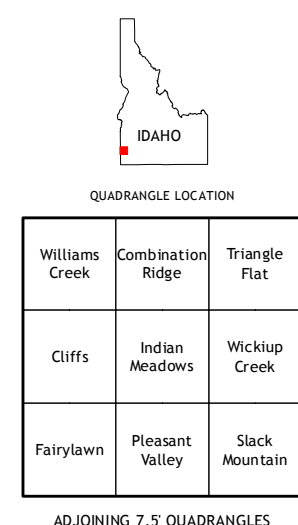 IDAHO
QUADRANGLE LOCATION
Williams
Creek
Combination
Ridge
Triangle
Flat
Cliffs
Indian
Meadows
Wickiup
Creek
Fairylawn
Pleasant
Valley
Slack
Mountain
ADJOINING 7.5' QUADRANGLES